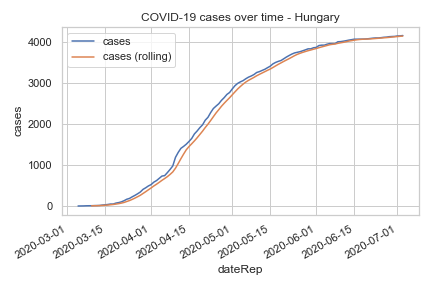 COVID-19 cases over time - Hungary
cases
cases (rolling)
4000
3000
2000
1000
0
cases
2020-03-01
2020-03-15
2020-04-01
2020-04-15
2020-05-01
2020-05-15
2020-06-01
2020-06-15
2020-07-01
dateRep